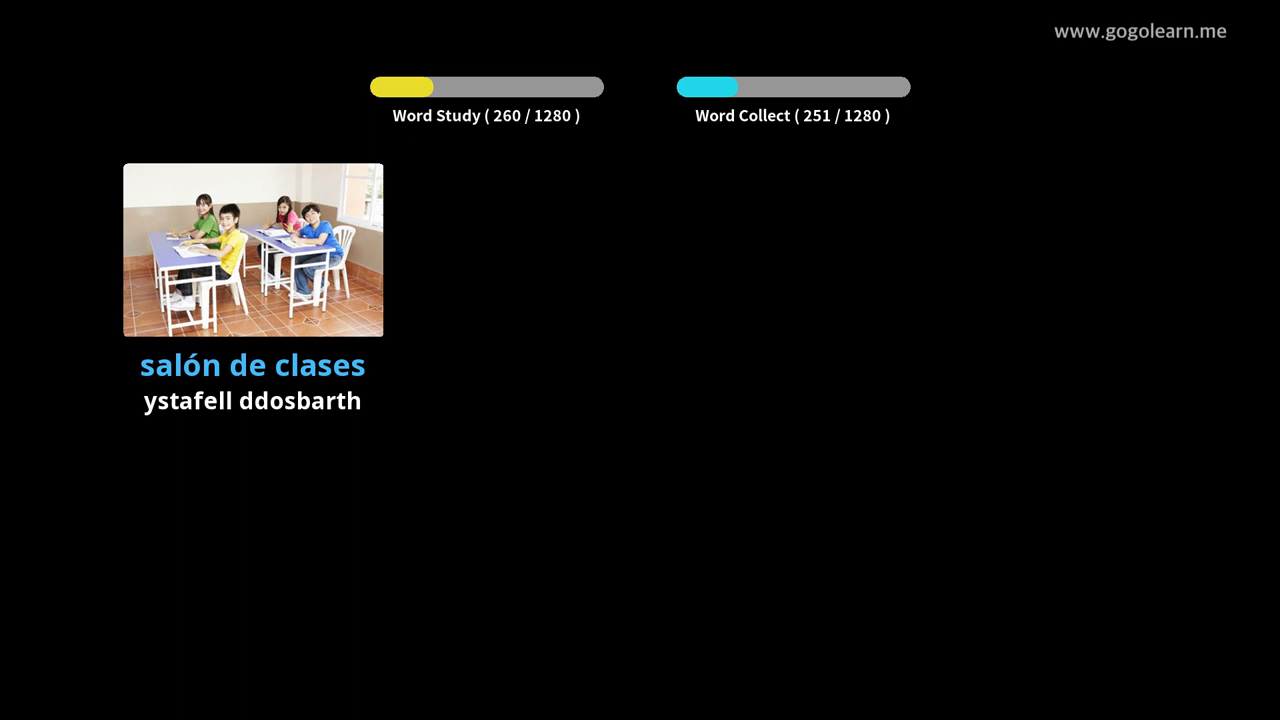 www.gogolearn.me
Word Study ( 260 / 1280 )
Word Collect ( 251 / 1280 )
salón de clases
ystafell ddosbarth